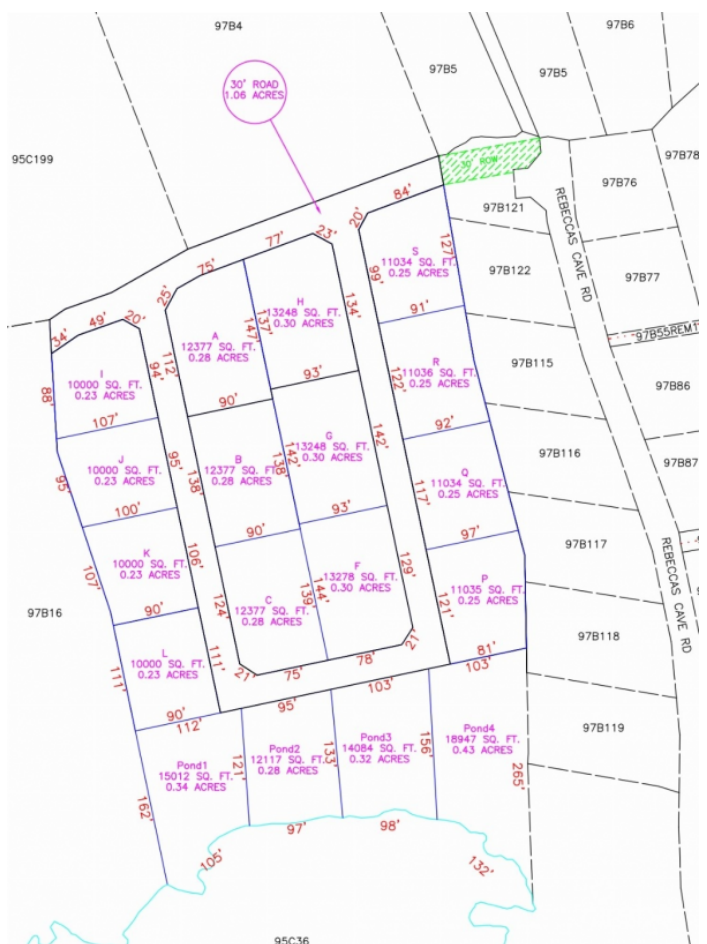 97B4
97B6
97B5
97B5
30' ROAD
1.06 ACRES
95C199
30' ROW
97B78
97B76
84'
97B121
REBECCAS CAVE RD
20'
23'
77'
S
11034 SQ. FT.
0.25 ACRES
127'
99'
75'
97B122
97B77
25'
H
13248 SQ. FT.
0.30 ACRES
134'
137'
147'
A
12377 SQ. FT.
0.28 ACRES
112'
91'
20'
49'
34'
97B55REM1
94'
I
10000 SQ. FT.
0.23 ACRES
88'
R
11036 SQ. FT.
0.25 ACRES
122'
97B115
97B86
93'
90'
107'
92'
G
13248 SQ. FT.
0.30 ACRES
142'
142'
138'
B
12377 SQ. FT.
0.28 ACRES
138'
J
10000 SQ. FT.
0.23 ACRES
95'
95'
97B116
97B87
Q
11034 SQ. FT.
0.25 ACRES
117'
100'
93'
90'
97'
97B117
REBECCAS CAVE RD
K
10000 SQ. FT.
0.23 ACRES
106'
107'
F
13278 SQ. FT.
0.30 ACRES
129'
144'
139'
C
12377 SQ. FT.
0.28 ACRES
124'
P
11035 SQ. FT.
0.25 ACRES
121'
97B16
90'
97B118
L
10000 SQ. FT.
0.23 ACRES
111'
111'
21'
78'
75'
21'
81'
103'
103'
95'
90'
112'
97B119
Pond1
15012 SQ. FT.
0.34 ACRES
Pond2
12117 SQ. FT.
0.28 ACRES
Pond3
14084 SQ. FT.
0.32 ACRES
Pond4
18947 SQ. FT.
0.43 ACRES
162'
121'
133'
156'
265'
105'
97'
98'
132'
95C36